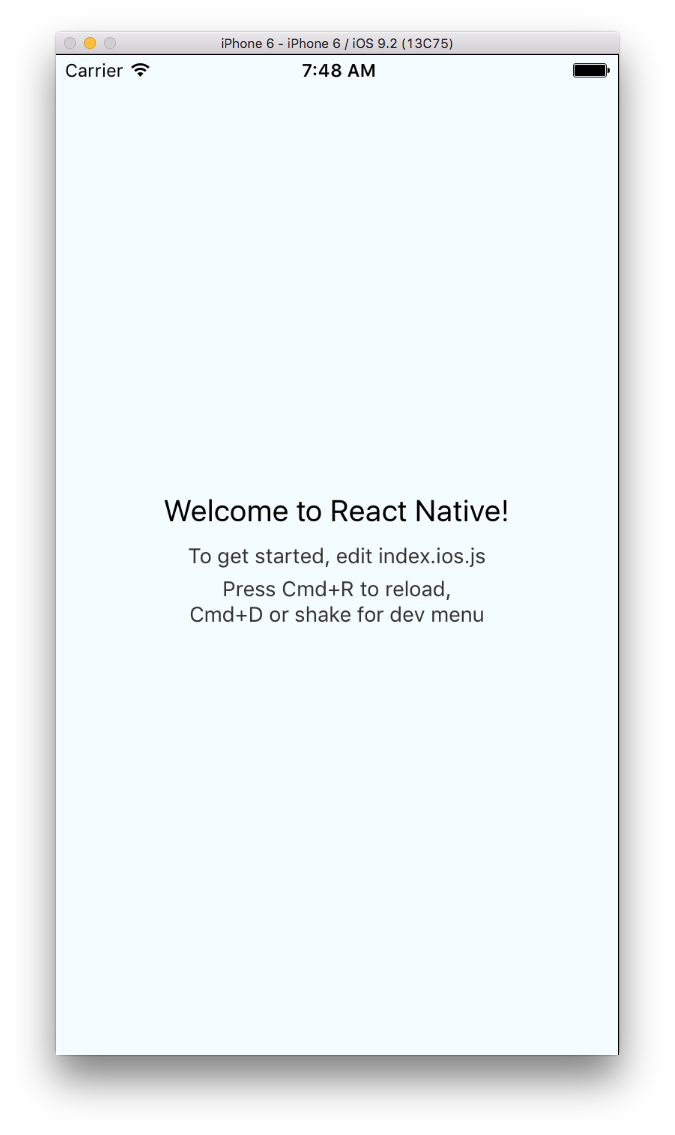 iPhone 6 - iPhone 6 / iOS 9.2 (13C75)
Carrier 7:48 AM
Welcome to React Native!
To get started, edit index.ios.js
Press Cmd+R to reload,
Cmd+D or shake for dev menu